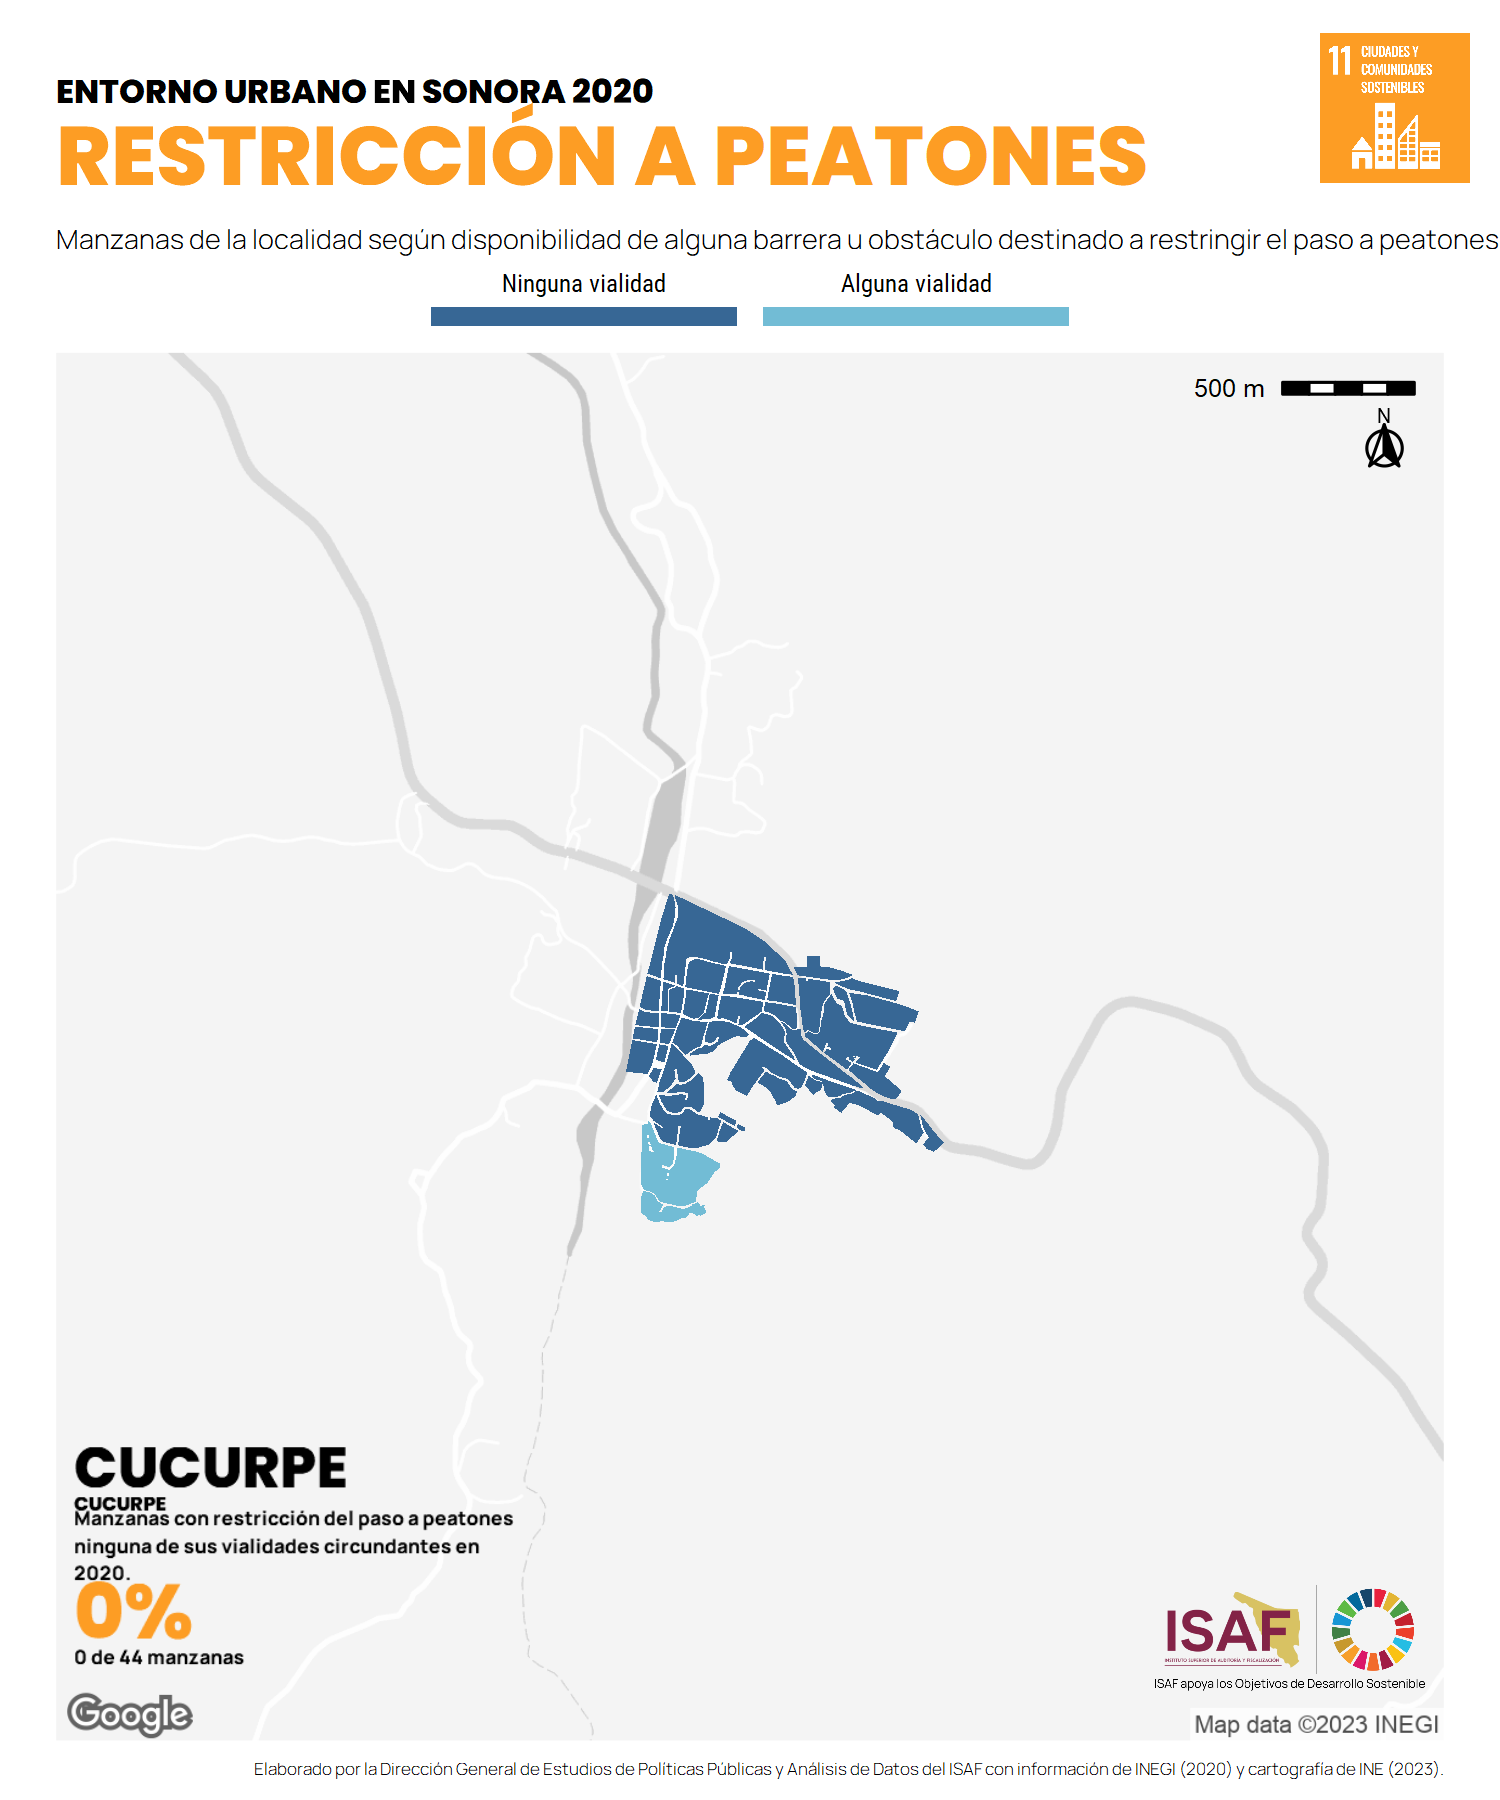 ENTORNO URBANO EN SONORA 2020
RESTRICCIÓN A PEATONES
11 CIUDADES Y
COMUNIDADES
SOSTENIBLES
Manzanas de la localidad según disponibilidad de alguna barrera u obstáculo destinado a restringir el paso a peatones
Ninguna vialidad
Alguna vialidad
500 m
N
CUCURPE
CUCURPE
Manzanas con restricción del paso a peatones
ninguna de sus vialidades circundantes en
2020.
0%
0 de 44 manzanas
Google
ISAF
INSTITUTO SUPERIOR DE AUDITORÍA Y FISCALIZACIÓN
ISAF apoya los Objetivos de Desarrollo Sostenible
Map data ©2023 INEGI
Elaborado por la Dirección General de Estudios de Políticas Públicas y Análisis de Datos del ISAF con información de INEGI (2020) y cartografía de INE (2023).